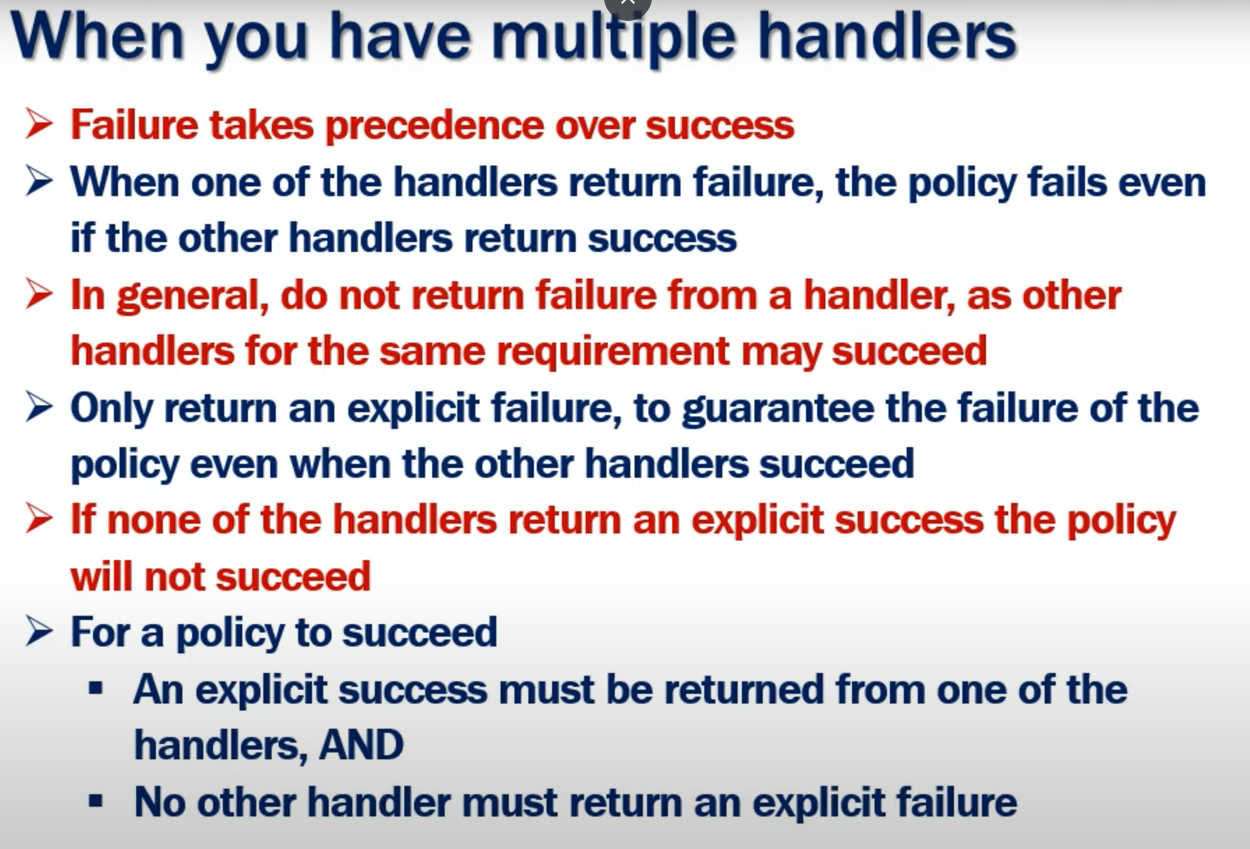 When you have multiple handlers
Failure takes precedence over success
When one of the handlers return failure, the policy fails even
if the other handlers return success
In general, do not return failure from a handler, as other
handlers for the same requirement may succeed
Only return an explicit failure, to guarantee the failure of the
policy even when the other handlers succeed
If none of the handlers return an explicit success the policy
will not succeed
For a policy to succeed
An explicit success must be returned from one of the
handlers, AND
No other handler must return an explicit failure